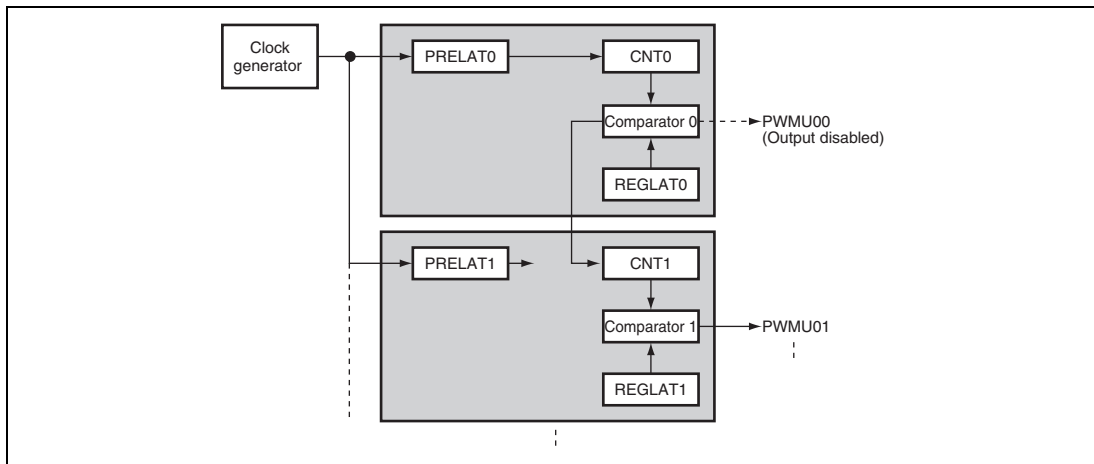 Clock
generator
PRELAT0
CNT0
Comparator 0
PWMU00
(Output disabled)
REGLAT0
PRELAT1
CNT1
Comparator 1
PWMU01
REGLAT1